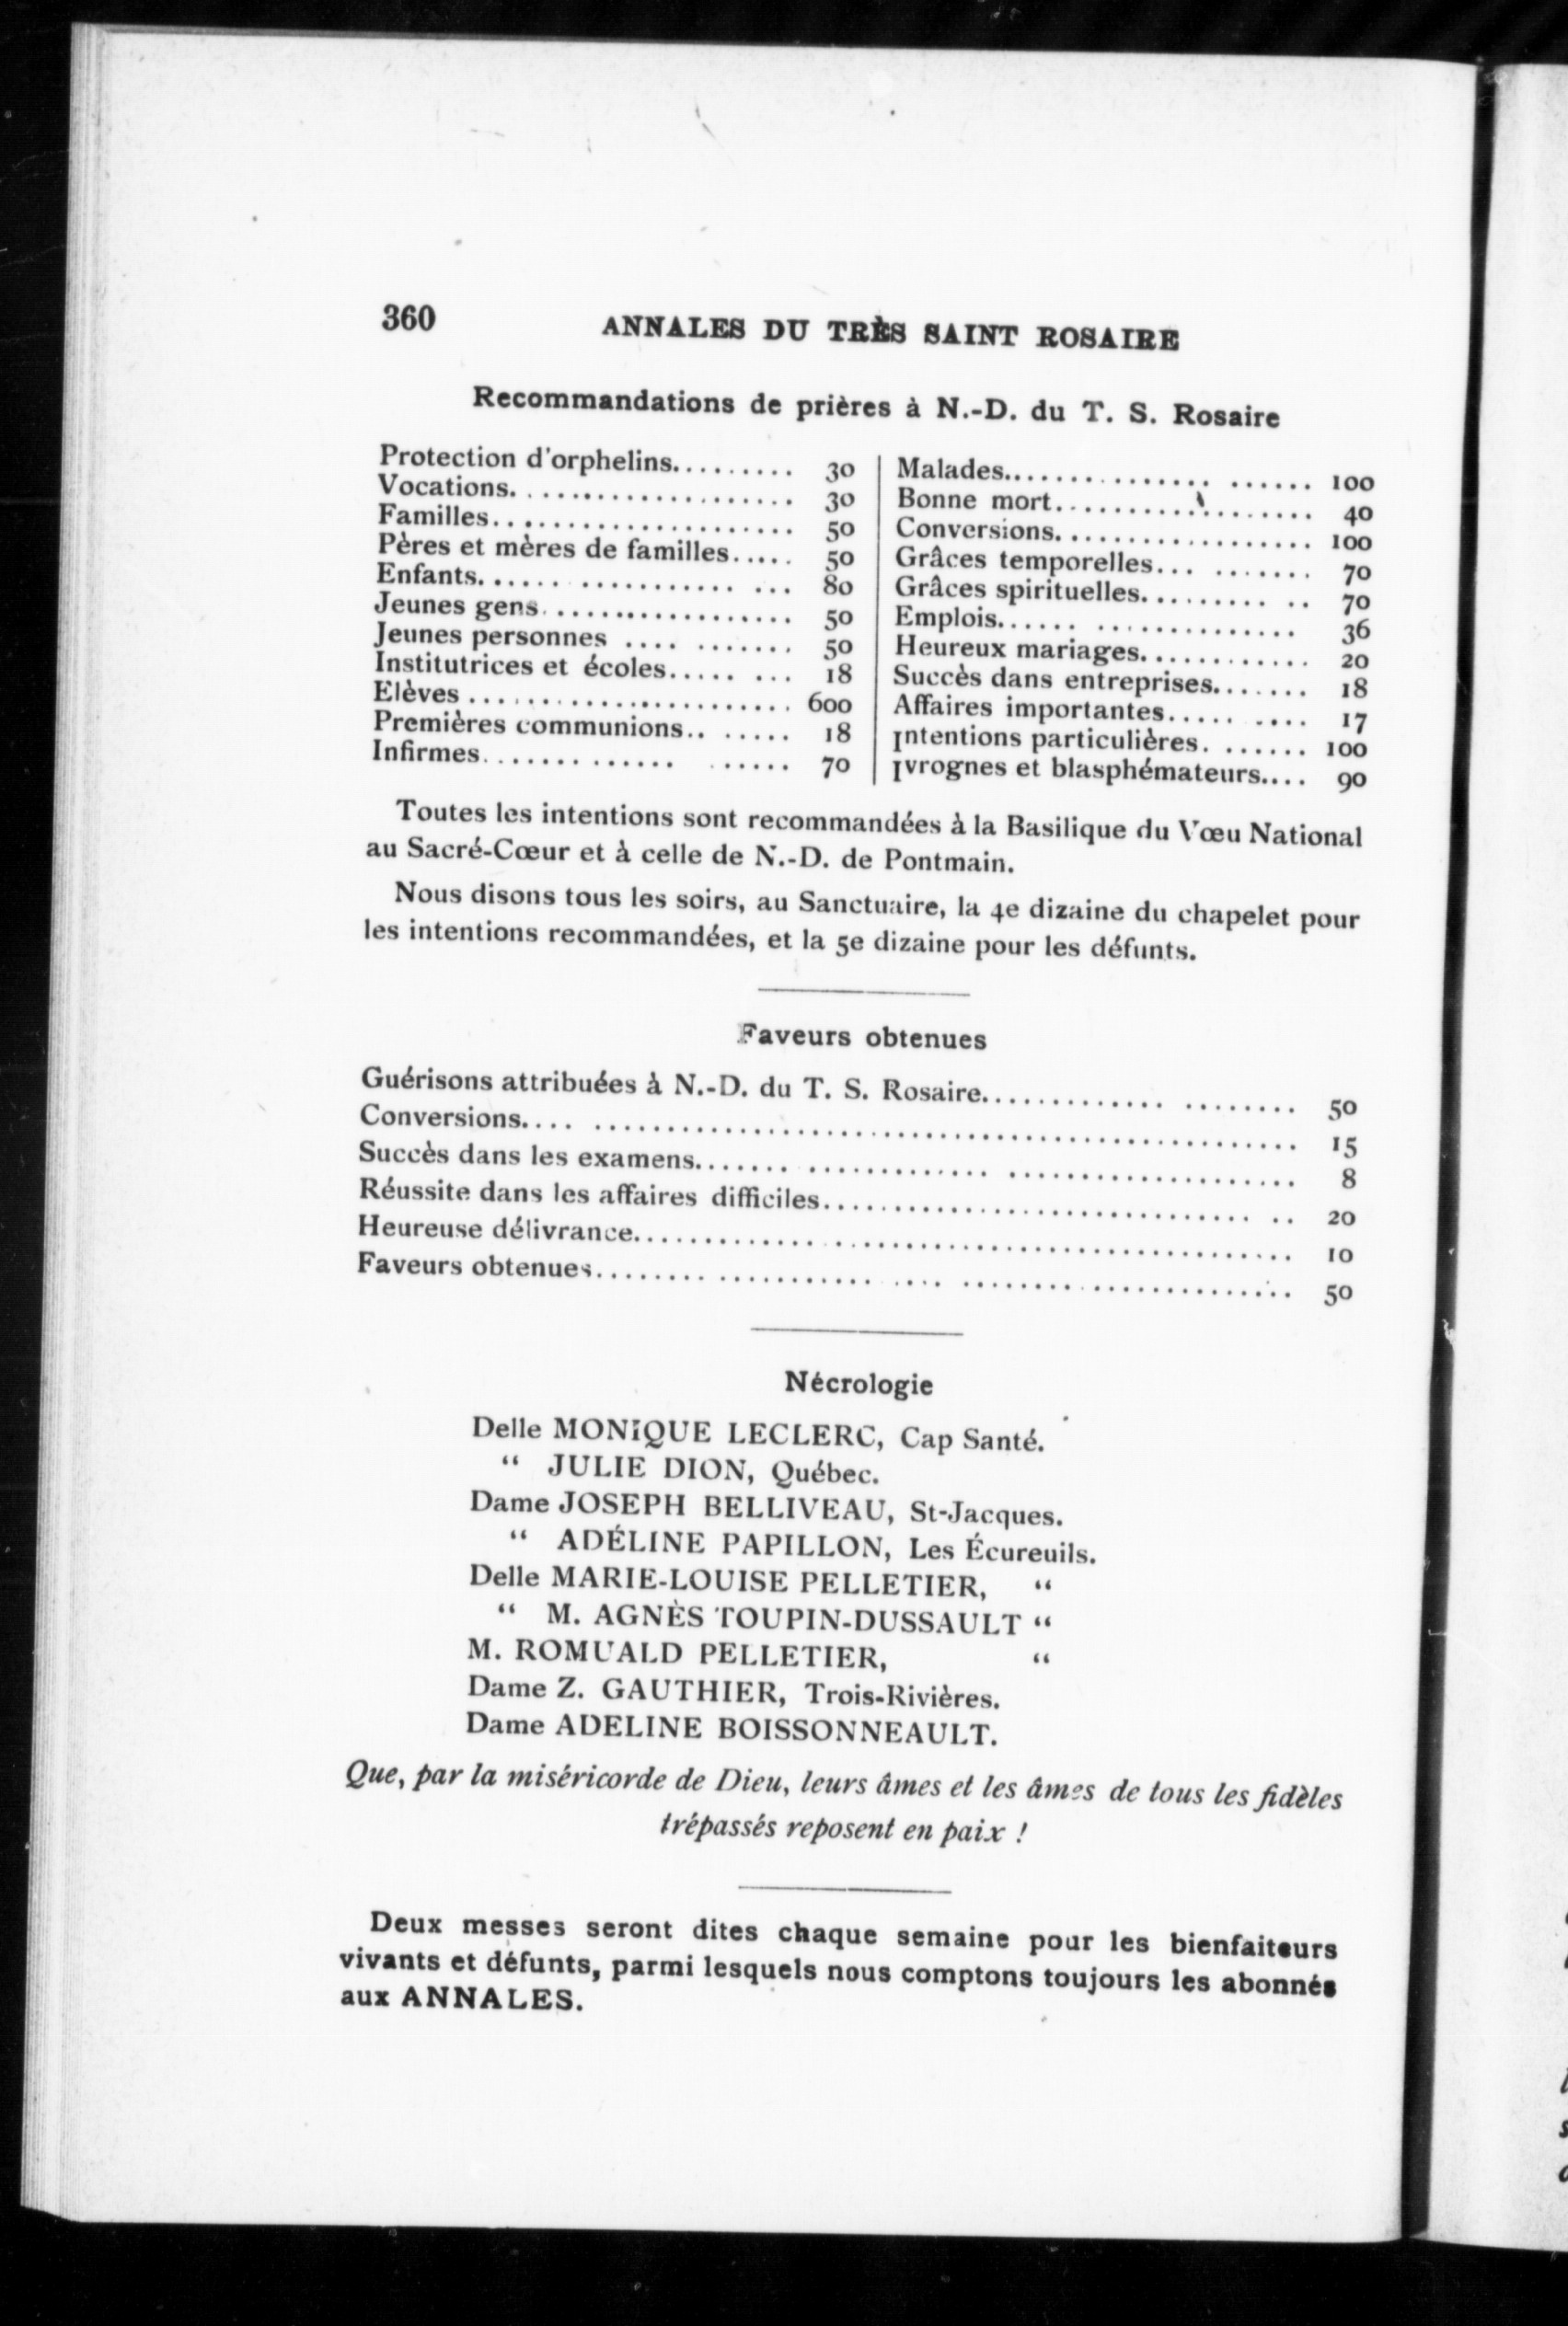 360 ANNALES DU TRÈS SAINT ROSAIRE
Recommandations de prières à N.-D. du T. S. Rosaire
Protection d'orphelins......... 30
Vocations.................... 30
Familles..................... 50
Pères et mères de familles..... 50
Enfants...... ........... ... 80
Jeunes gens.................. 50
Jeunes personnes .... ....... 50
Institutrices et écoles..... ... 18
Elèves ....................... 600
Premières communions.. ..... 18
Infirmes.............. ...... 70
Malades............... ...... 100
Bonne mort.................. 40
Conversions.................. 100
Grâces temporelles... ....... 70
Grâces spirituelles......... .. 70
Emplois...... .............. 36
Heureux mariages............ 20
Succès dans entreprises....... 18
Affaires importantes..... .... 17
Intentions particulières. ...... 100
Ivrognes et blasphémateurs.... 90
Toutes les intentions sont recommandées à la Basilique du Vœu National
au Sacré-Cœur et à celle de N.-D. de Pontmain.
Nous disons tous les soirs, au Sanctuaire, la 4e dizaine du chapelet pour
les intentions recommandées, et la 5e dizaine pour les défunts.
Faveurs obtenues
Guérisons attribuées à N.-D. du T. S. Rosaire............. ........ 50
Conversions.... ................................................. 15
Succès dans les examens....... ............. .................... 8
Réussite dans les affaires difficiles.............................. .. 20
Heureuse délivrance.............................................. 10
Faveurs obtenues........ ........... .... ....................... 50
Nécrologie
Delle MONIQUE LECLERC, Cap Santé.
“ JULIE DION, Québec.
Dame JOSEPH BELLIVEAU, St-Jacques.
“ ADÉLINE PAPILLON, Les Écureuils.
Delle MARIE-LOUISE PELLETIER, “
“ M. AGNÈS TOUPIN-DUSSAULT “
M. ROMUALD PELLETIER, “
Dame Z. GAUTHIER, Trois-Rivières.
Dame ADELINE BOISSONNEAULT.
Que, par la miséricorde de Dieu, leurs âmes et les âmes de tous les fidèles
trépassés reposent en paix !
Deux messes seront dites chaque semaine pour les bienfaiteurs
vivants et défunts, parmi lesquels nous comptons toujours les abonnés
aux ANNALES.